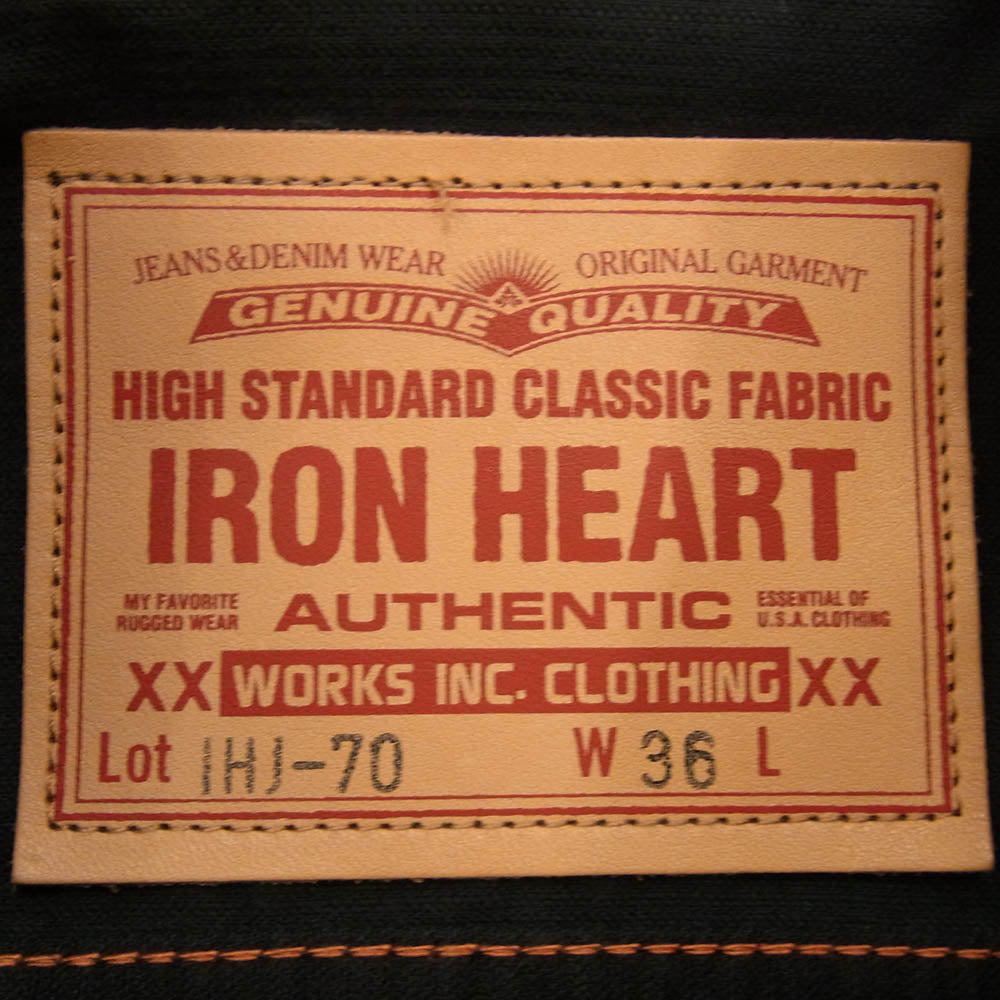 JEANS & DENIM WEAR ORIGINAL GARMENT
GENUINE QUALITY
HIGH STANDARD CLASSIC FABRIC
IRON HEART
MY FAVORITE
RUGGED WEAR
AUTHENTIC
ESSENTIAL OF
U.S.A. CLOTHING
XX WORKS INC. CLOTHING XX
Lot IHJ-70 W 36 L